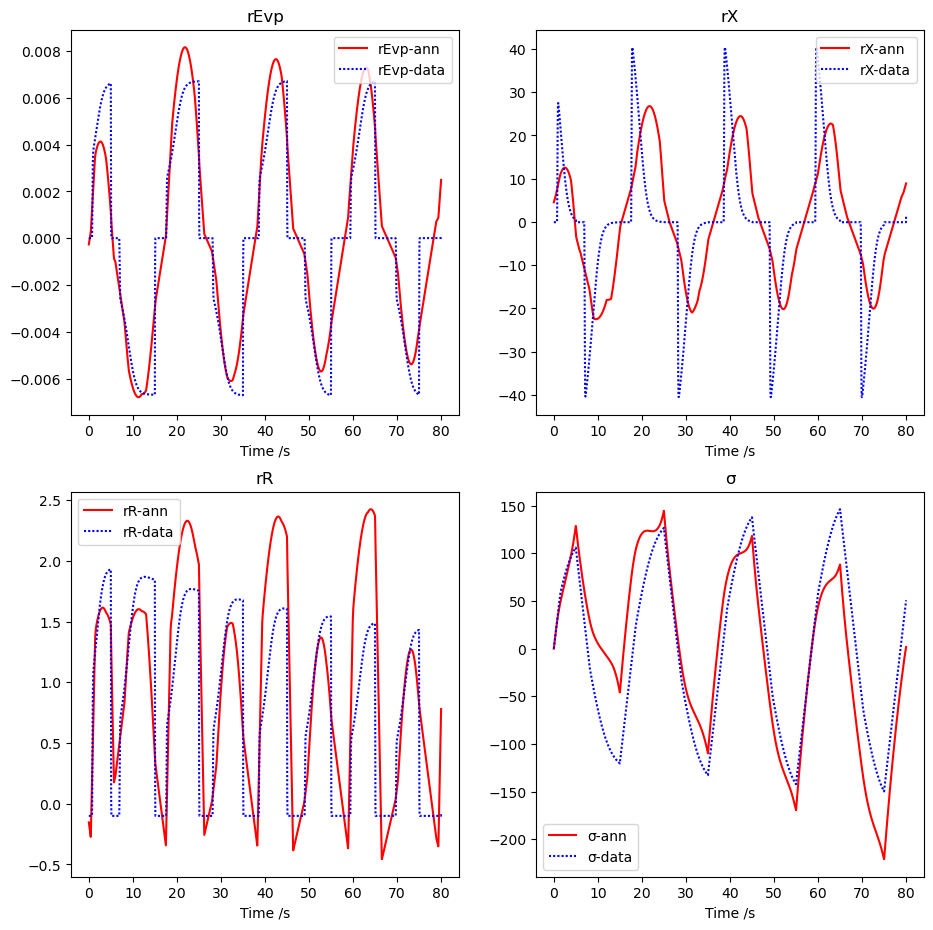 rEvp
rEvp-ann
rEvp-data
0.008
0.006
0.004
0.002
0.000
−0.002
−0.004
−0.006
0 10 20 30 40 50 60 70 80
Time /s
rX
rX-ann
rX-data
40
30
20
10
0
−10
−20
−30
−40
0 10 20 30 40 50 60 70 80
Time /s
rR
rR-ann
rR-data
2.5
2.0
1.5
1.0
0.5
0.0
−0.5
0 10 20 30 40 50 60 70 80
Time /s
σ
150
100
50
0
−50
−100
−150
−200
σ-ann
σ-data
0 10 20 30 40 50 60 70 80
Time /s